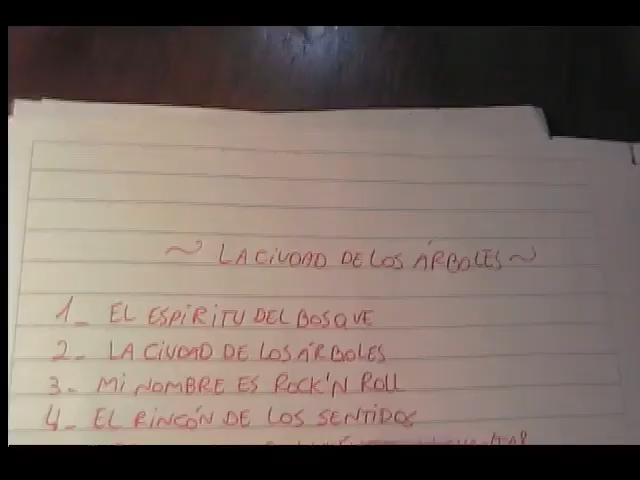 ~ LA CIUDAD DE LOS ÁRBOLES ~
1_ EL ESPÍRITU DEL BOSQUE
2_ LA CIUDAD DE LOS ÁRBOLES
3_ MI NOMBRE ES ROCK'N ROLL
4_ EL RINCÓN DE LOS SENTIDOS